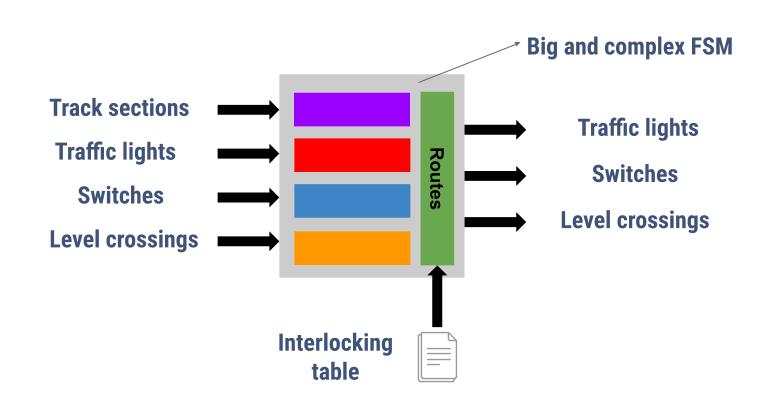 Big and complex FSM
Track sections
Traffic lights
Switches
Level crossings
Routes
Traffic lights
Switches
Level crossings
Interlocking
table